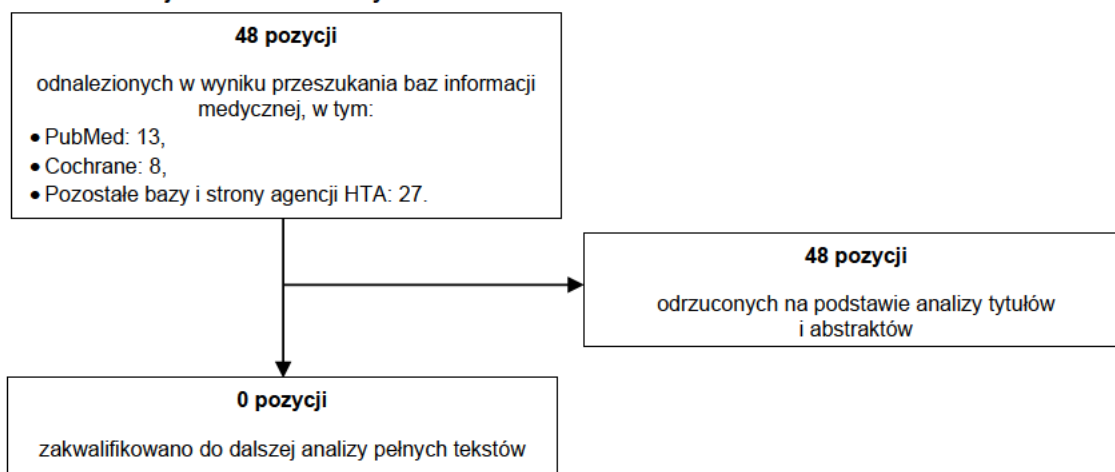 48 pozycji
odnalezionych w wyniku przeszukania baz informacji
medycznej, w tym:
• PubMed: 13,
• Cochrane: 8,
• Pozostałe bazy i strony agencji HTA: 27.
48 pozycji
odrzuconych na podstawie analizy tytułów
i abstraktów
0 pozycji
zakwalifikowano do dalszej analizy pełnych tekstów